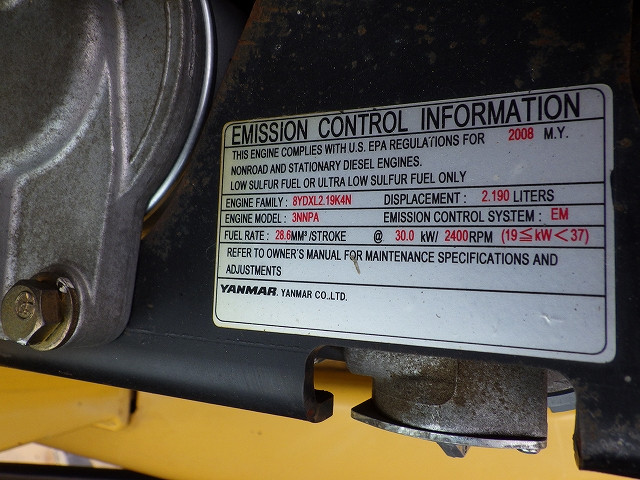 EMISSION CONTROL INFORMATION
THIS ENGINE COMPLIES WITH U.S. EPA REGULATIONS FOR 2008 M.Y.
NONROAD AND STATIONARY DIESEL ENGINES.
LOW SULFUR FUEL OR ULTRA LOW SULFUR FUEL ONLY
ENGINE FAMILY : 8YDXL2.19K4N DISPLACEMENT : 2.190 LITERS
ENGINE MODEL : 3NNPA EMISSION CONTROL SYSTEM : EM
FUEL RATE : 28.6MM³ /STROKE @ 30.0 kW/ 2400RPM (19≦kW<37)
REFER TO OWNER'S MANUAL FOR MAINTENANCE SPECIFICATIONS AND
ADJUSTMENTS
YANMAR. YANMAR CO.,LTD.